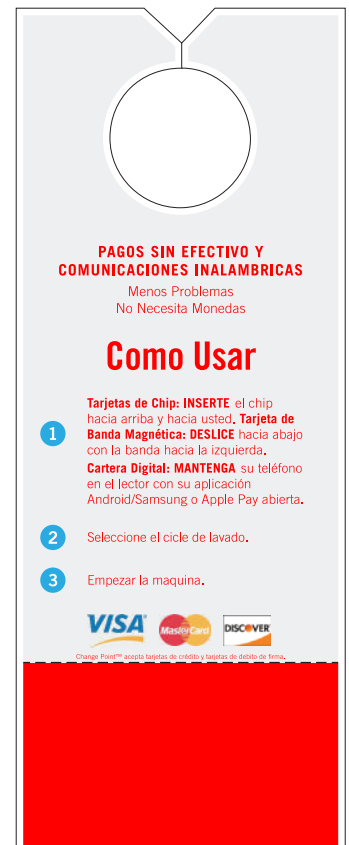 PAGOS SIN EFECTIVO Y
COMUNICACIONES INALAMBRICAS
Menos Problemas
No Necesita Monedas
Como Usar
1
Tarjetas de Chip: INSERTE el chip
hacia arriba y hacia usted. Tarjeta de
Banda Magnética: DESLICE hacia abajo
con la banda hacia la izquierda.
Cartera Digital: MANTENGA su teléfono
en el lector con su aplicación
Android/Samsung o Apple Pay abierta.
2 Seleccione el cicle de lavado.
3 Empezar la maquina.
VISA MasterCard DISCOVER
Change Point™ acepta tarjetas de crédito y tarjetas de debito de firma.